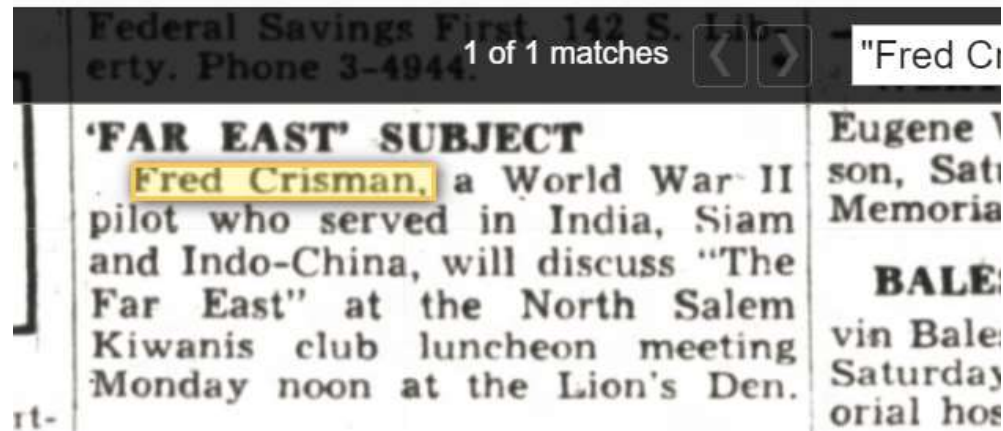 Federal Savings First. 142 S. Lib-
erty. Phone 3-4944.
1 of 1 matches
"Fred Cr
'FAR EAST' SUBJECT
Fred Crisman, a World War II
pilot who served in India, Siam
and Indo-China, will discuss "The
Far East" at the North Salem
Kiwanis club luncheon meeting
Monday noon at the Lion's Den.
rt-
Eugene
son, Sat
Memoria
BALE
vin Bale
Saturday
orial hos